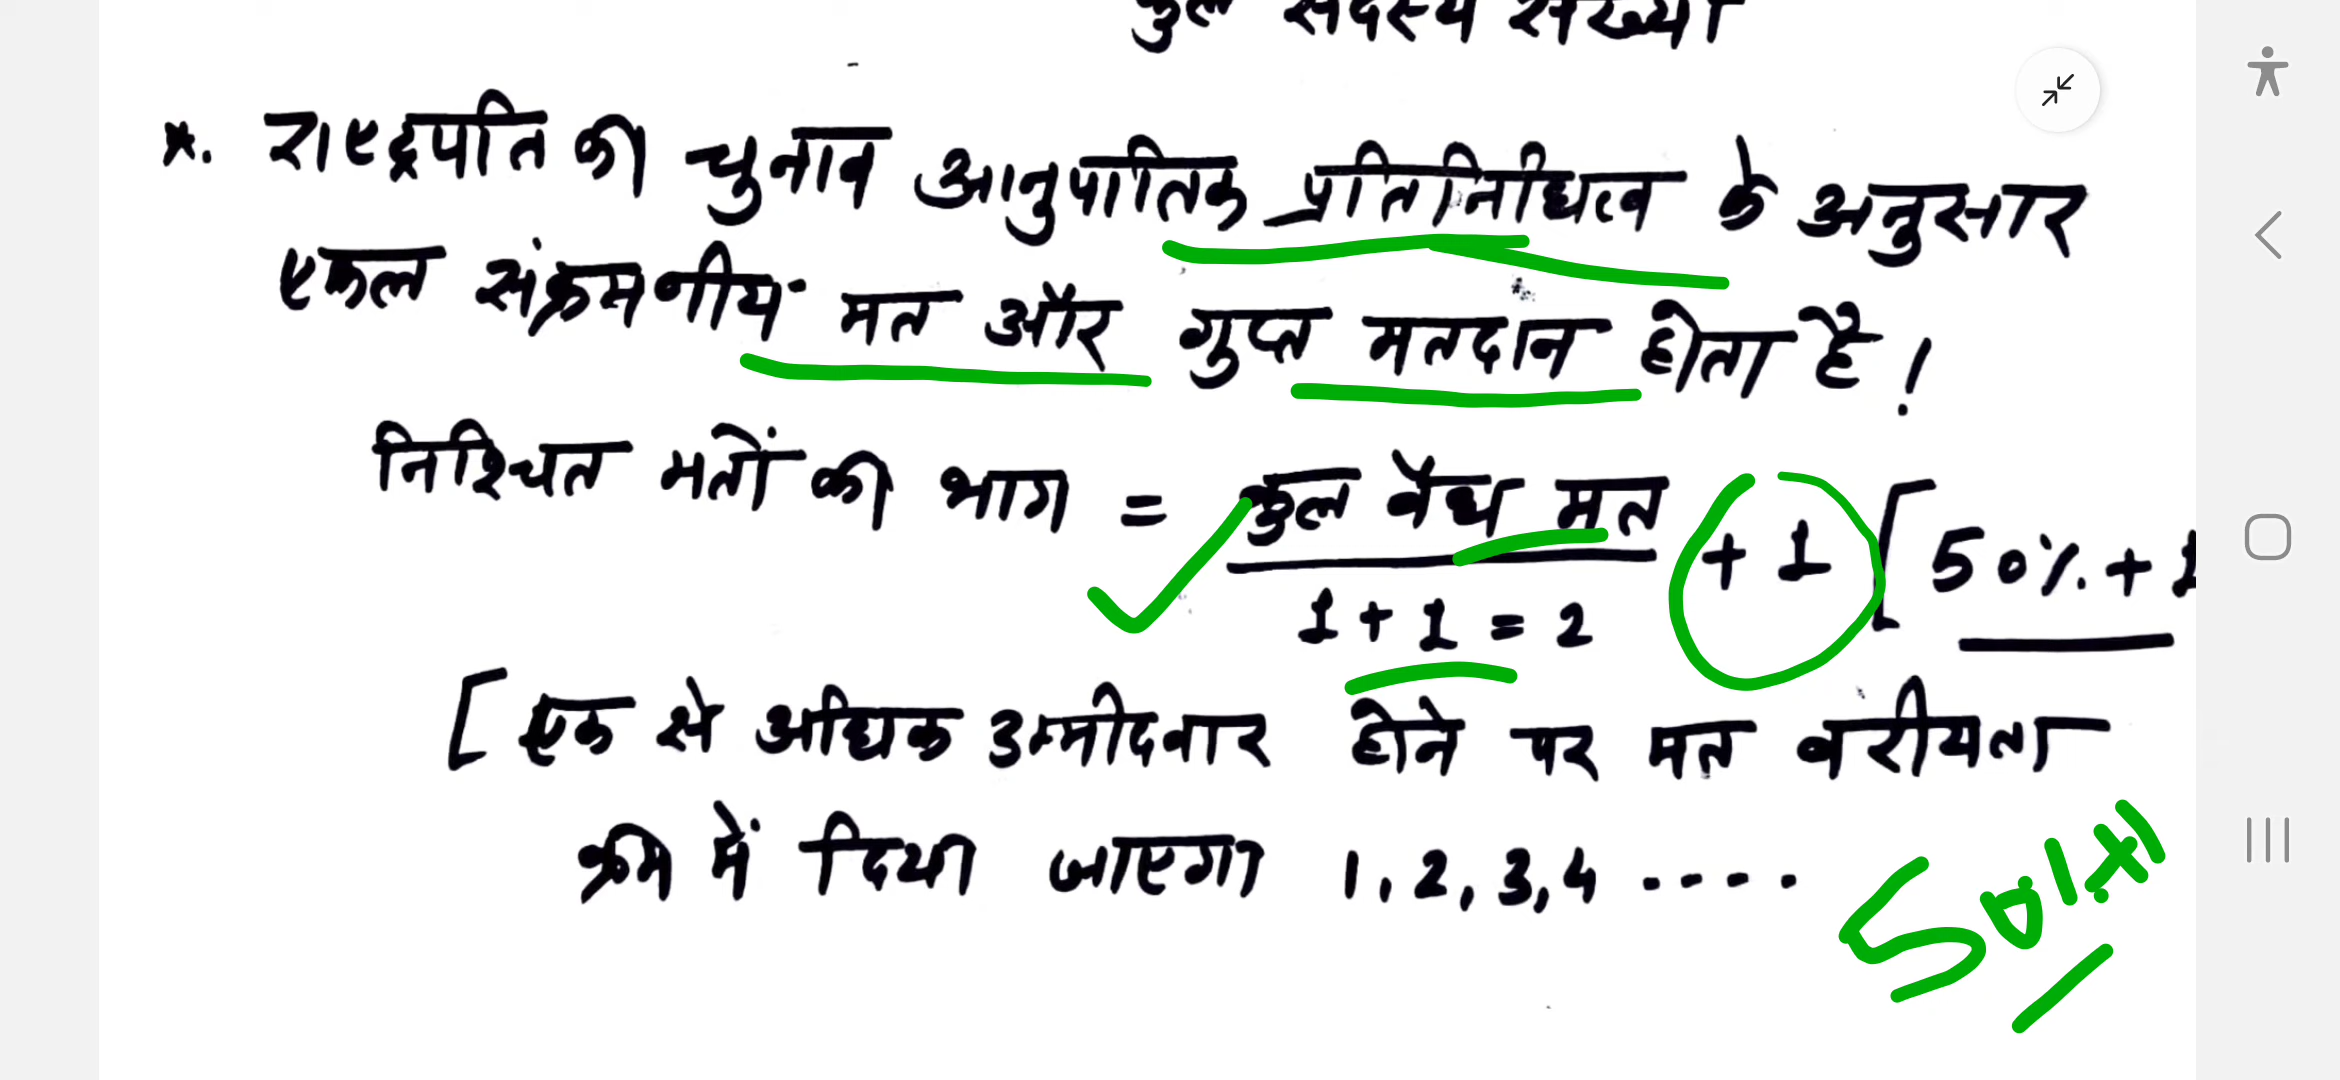 कुल सदस्य संख्या
*. राष्ट्रपति की चुनाव आनुपातिक प्रतिनिधित्व के अनुसार
एकल संक्रमणीय मत और गुप्त मतदान होता है !
निश्चित मतों की भाग = कुल वैध मत + 1 [ 50%. + 1
1 + 1 = 2
[ एक से अधिक उम्मीदवार होने पर मत वरीयता
क्रम में दिया जाएगा 1, 2, 3, 4 ....